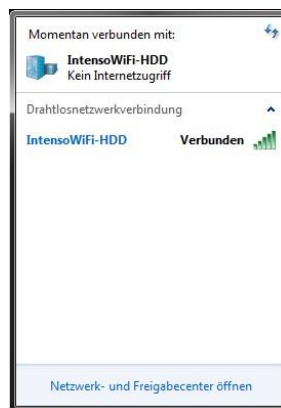 Momentan verbunden mit:
IntensoWiFi-HDD
Kein Internetzugriff
Drahtlosnetzwerkverbindung
IntensoWiFi-HDD Verbunden
Netzwerk- und Freigabecenter öffnen